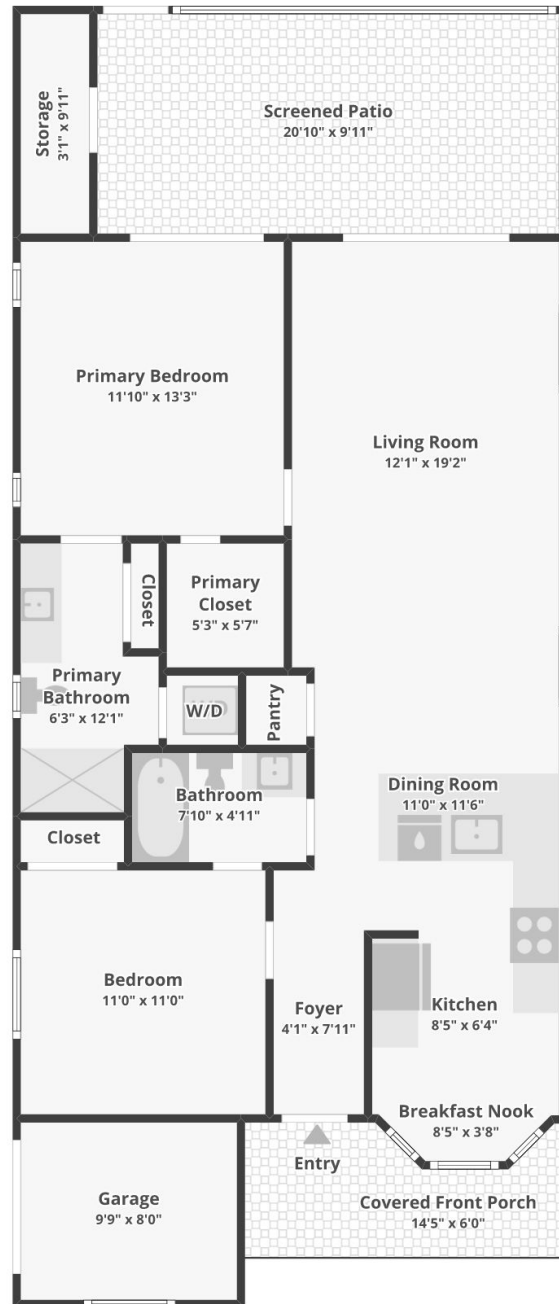 Storage
3'1" x 9'11"
Screened Patio
20'10" x 9'11"
Primary Bedroom
11'10" x 13'3"
Living Room
12'1" x 19'2"
Closet
Primary
Closet
5'3" x 5'7"
Primary
Bathroom
6'3" x 12'1"
W/D
Pantry
Bathroom
7'10" x 4'11"
Dining Room
11'0" x 11'6"
Closet
Bedroom
11'0" x 11'0"
Foyer
4'1" x 7'11"
Kitchen
8'5" x 6'4"
Breakfast Nook
8'5" x 3'8"
Entry
Garage
9'9" x 8'0"
Covered Front Porch
14'5" x 6'0"